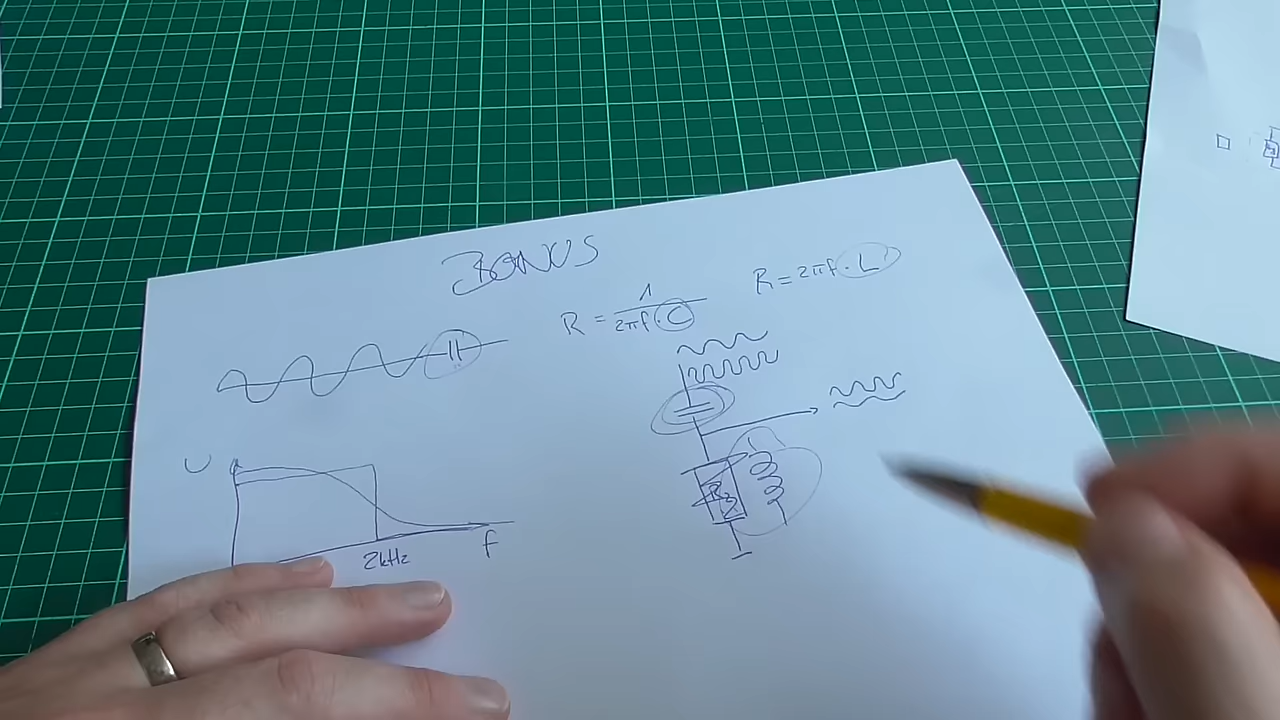 BONUS
R = 1 / 2πf · C
R = 2πf · L
U
2kHz
f